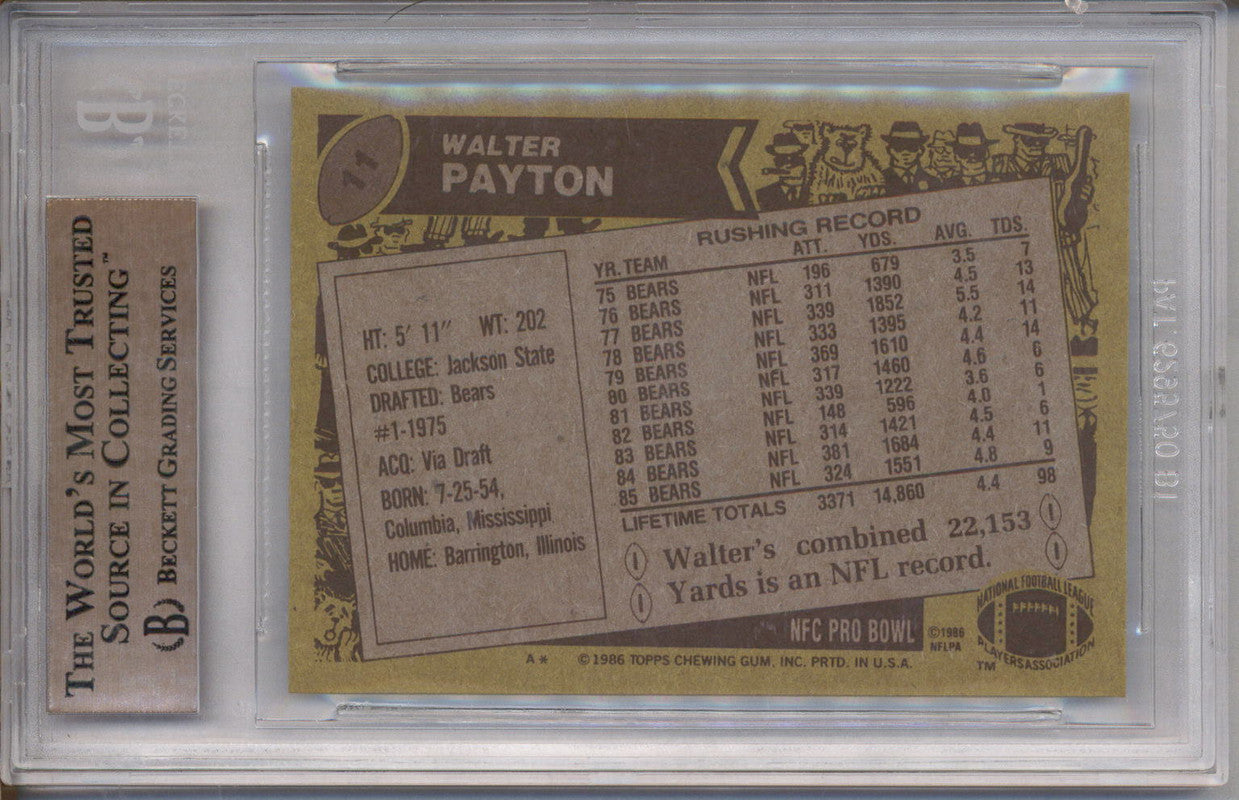 THE WORLD'S MOST TRUSTED
SOURCE IN COLLECTING™
BECKETT GRADING SERVICES
B
11
WALTER
PAYTON
HT: 5' 11" WT: 202
COLLEGE: Jackson State
DRAFTED: Bears
#1-1975
ACQ: Via Draft
BORN: 7-25-54,
Columbia, Mississippi
HOME: Barrington, Illinois
RUSHING RECORD
YR. TEAM ATT. YDS. AVG. TDS.
75 BEARS NFL 196 679 3.5 7
76 BEARS NFL 311 1390 4.5 13
77 BEARS NFL 339 1852 5.5 14
78 BEARS NFL 333 1395 4.2 11
79 BEARS NFL 369 1610 4.4 14
80 BEARS NFL 317 1460 4.6 6
81 BEARS NFL 339 1222 3.6 6
82 BEARS NFL 148 596 4.0 1
83 BEARS NFL 314 1421 4.5 6
84 BEARS NFL 381 1684 4.4 11
85 BEARS NFL 324 1551 4.8 9
LIFETIME TOTALS 3371 14,860 4.4 98
Walter's combined 22,153
Yards is an NFL record.
NFC PRO BOWL
©1986
NFLPA
NATIONAL FOOTBALL LEAGUE
PLAYERS ASSOCIATION
TM
A * ©1986 TOPPS CHEWING GUM, INC. PRTD. IN U.S.A.